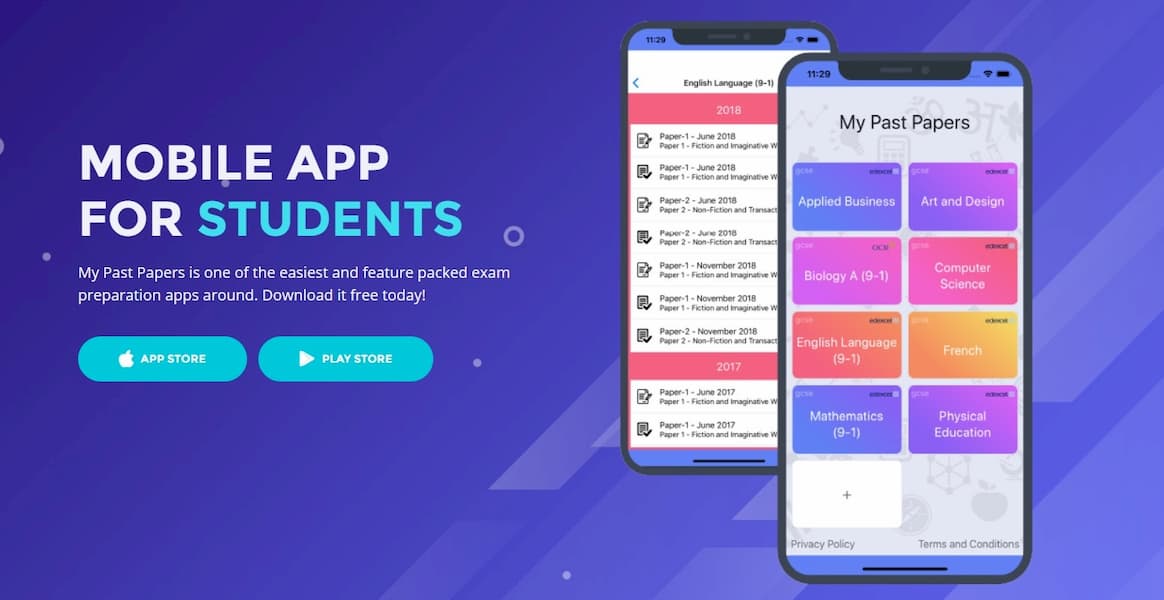 MOBILE APP
FOR STUDENTS
My Past Papers is one of the easiest and feature packed exam
preparation apps around. Download it free today!
APP STORE
PLAY STORE
11:29
English Language (9-1)
2018
Paper-1 - June 2018
Paper 1 - Fiction and Imaginative W
Paper-1 - June 2018
Paper 1 - Fiction and Imaginative W
Paper-2 - June 2018
Paper 2 - Non-Fiction and Transact
Paper-2 - June 2018
Paper 2 - Non-Fiction and Transact
Paper-1 - November 2018
Paper 1 - Fiction and Imaginative W
Paper-1 - November 2018
Paper 1 - Fiction and Imaginative W
Paper-2 - November 2018
Paper 2 - Non-Fiction and Transact
2017
Paper-1 - June 2017
Paper 1 - Fiction and Imaginative W
Paper-1 - June 2017
Paper 1 - Fiction and Imaginative W
11:29
My Past Papers
gcse edexcel
Applied Business
gcse edexcel
Art and Design
gcse OCR
Biology A (9-1)
gcse edexcel
Computer
Science
gcse edexcel
English Language
(9-1)
gcse edexcel
French
gcse edexcel
Mathematics
(9-1)
gcse edexcel
Physical
Education
+
Privacy Policy
Terms and Conditions